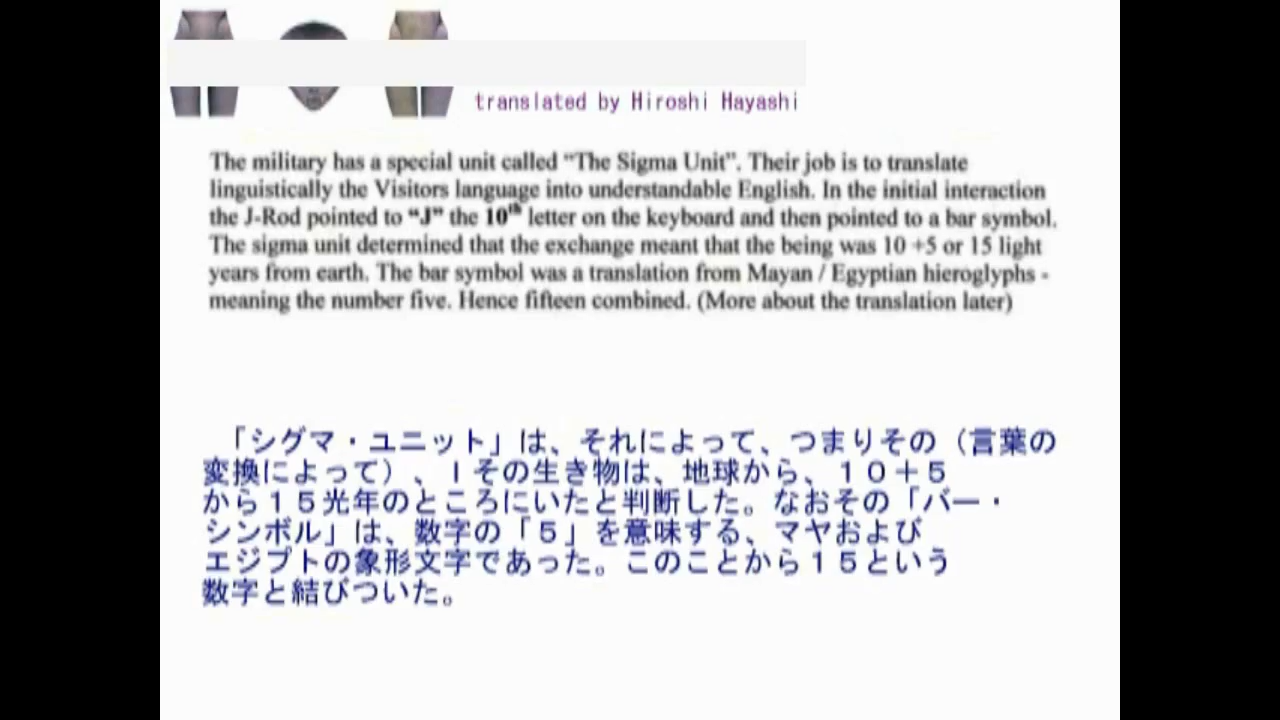 translated by Hiroshi Hayashi
The military has a special unit called “The Sigma Unit”. Their job is to translate
linguistically the Visitors language into understandable English. In the initial interaction
the J-Rod pointed to “J” the 10th letter on the keyboard and then pointed to a bar symbol.
The sigma unit determined that the exchange meant that the being was 10 +5 or 15 light
years from earth. The bar symbol was a translation from Mayan / Egyptian hieroglyphs -
meaning the number five. Hence fifteen combined. (More about the translation later)
「シグマ・ユニット」は、それによって、つまりその（言葉の
変換によって）、Ｉその生き物は、地球から、１０＋５
から１５光年のところにいたと判断した。なおその「バー・
シンボル」は、数字の「５」を意味する、マヤおよび
エジプトの象形文字であった。このことから１５という
数字と結びついた。